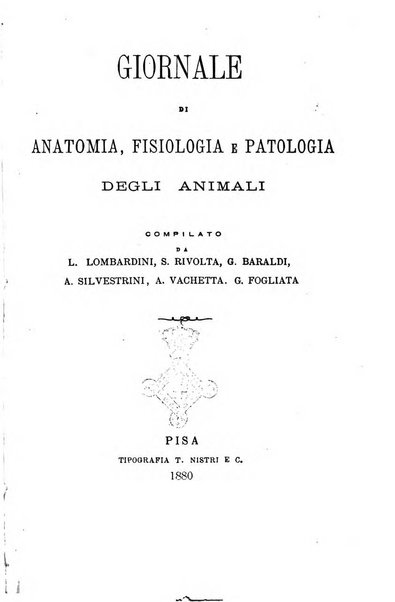 GIORNALE
DI
ANATOMIA, FISIOLOGIA E PATOLOGIA
DEGLI ANIMALI
COMPILATO
DA
L. LOMBARDINI, S. RIVOLTA, G. BARALDI,
A. SILVESTRINI, A. VACHETTA. G. FOGLIATA
PISA
TIPOGRAFIA T. NISTRI E C.
1880